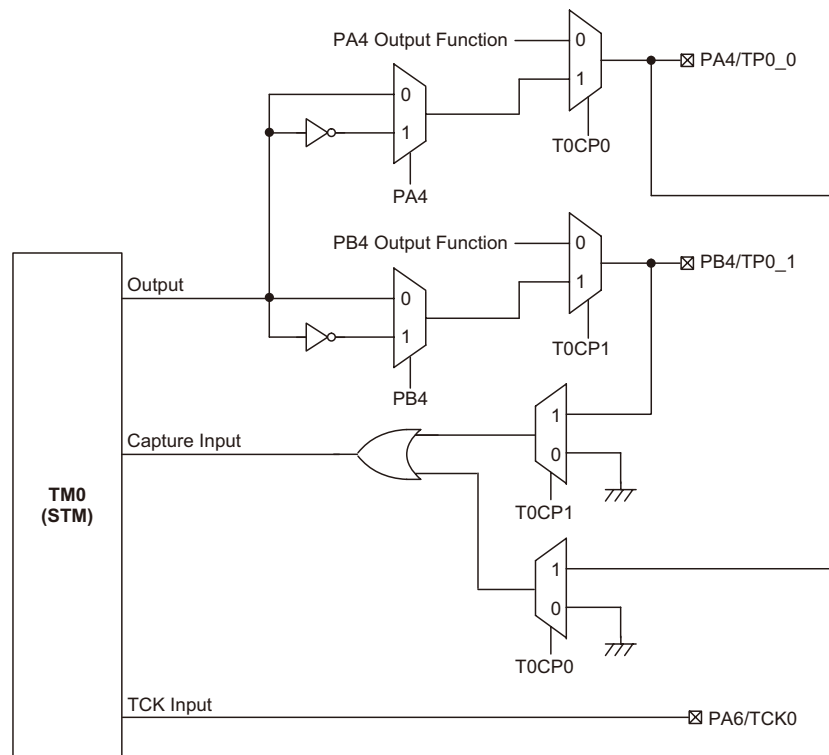 PA4 Output Function
0
1
PA4/TP0_0
0
1
T0CP0
PA4
PB4 Output Function
0
1
PB4/TP0_1
Output
0
1
T0CP1
PB4
1
0
Capture Input
T0CP1
TM0
(STM)
1
0
T0CP0
TCK Input
PA6/TCK0